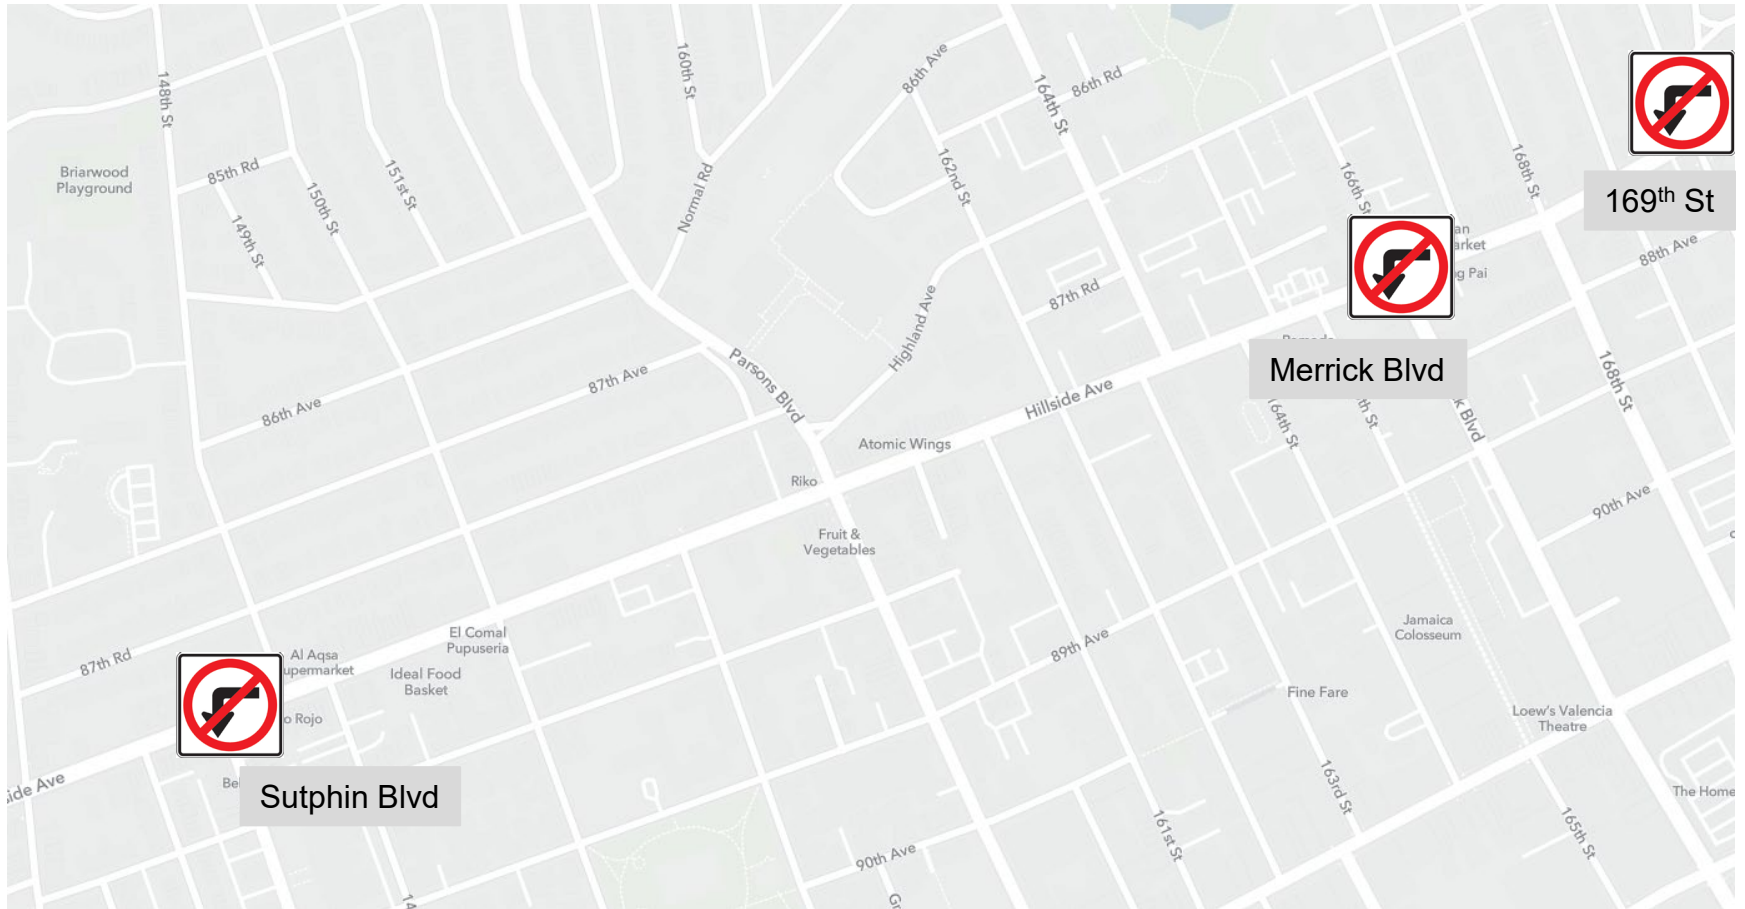 160th St
86th Ave
148th St
164th St
86th Rd
Briarwood
Playground
85th Rd
151st St
150th St
149th St
Normal Rd
162nd St
166th St
168th St
169th St
88th Ave
Merrick Blvd
87th Rd
Highland Ave
Parsons Blvd
87th Ave
86th Ave
Hillside Ave
Atomic Wings
Riko
Fruit &
Vegetables
164th St
168th St
90th Ave
El Comal
Pupuseria
Al Aqsa
Ideal Food
Basket
87th Rd
89th Ave
Jamaica
Colosseum
Fine Fare
Loew's Valencia
Theatre
Sutphin Blvd
The Home
163rd St
161st St
165th St
90th Ave